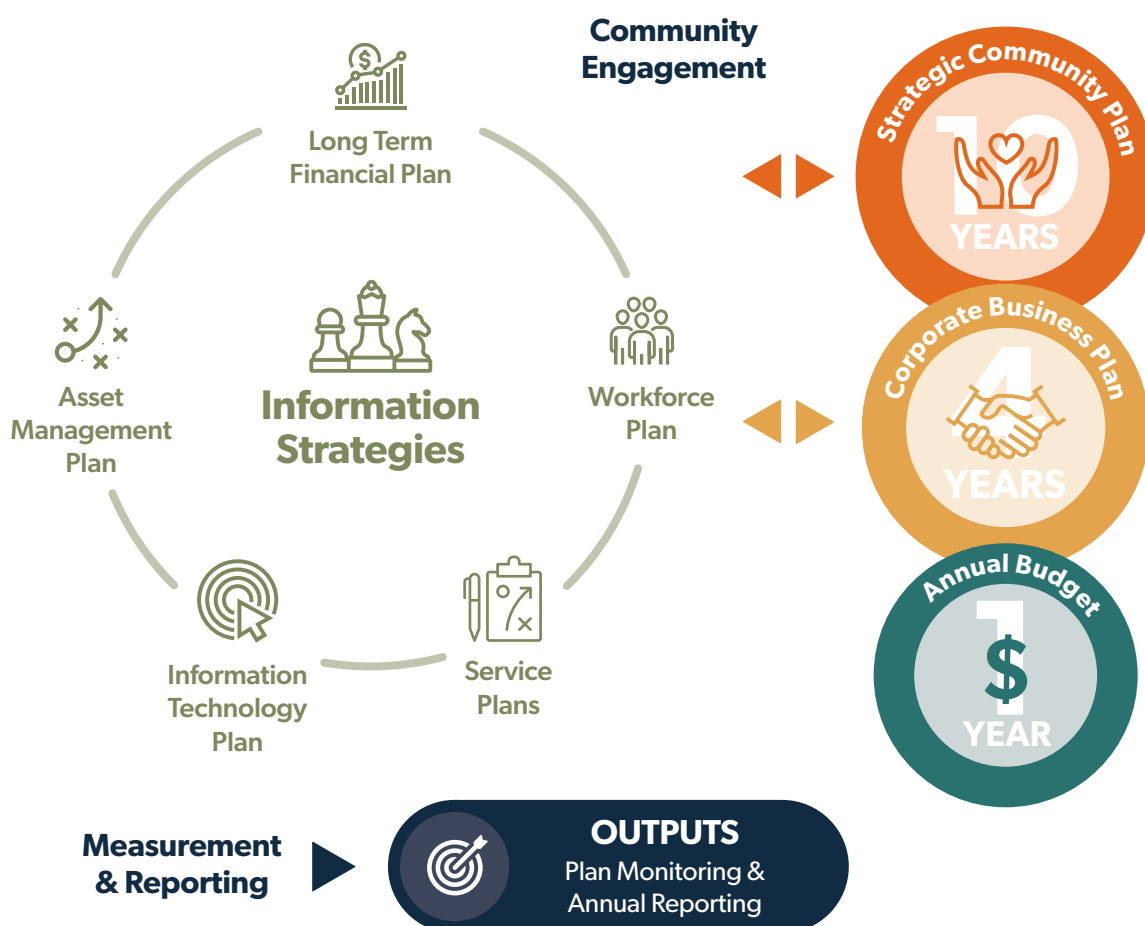 Community
Engagement
Strategic Community Plan
10
YEARS
Long Term
Financial Plan
$
Asset
Management
Plan
Information
Strategies
Workforce
Plan
Corporate Business Plan
4
YEARS
Information
Technology
Plan
Service
Plans
Annual Budget
1
$
YEAR
Measurement
& Reporting
OUTPUTS
Plan Monitoring &
Annual Reporting